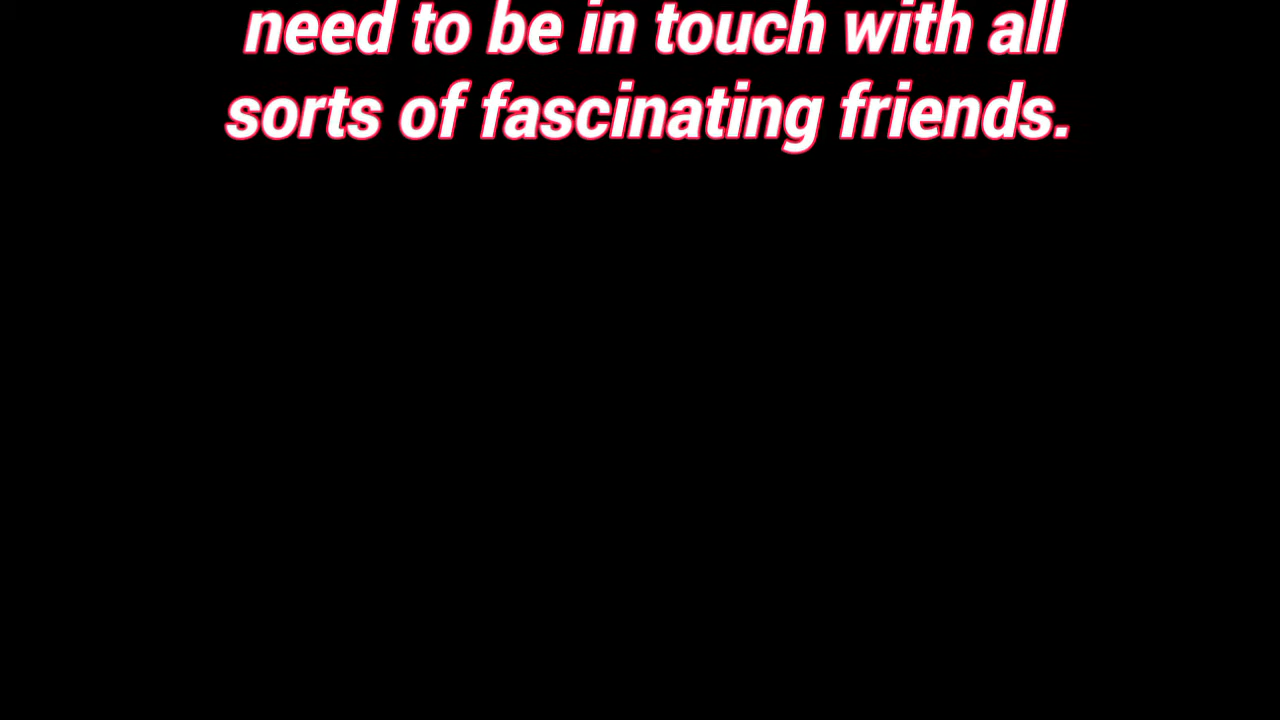 need to be in touch with all
sorts of fascinating friends.